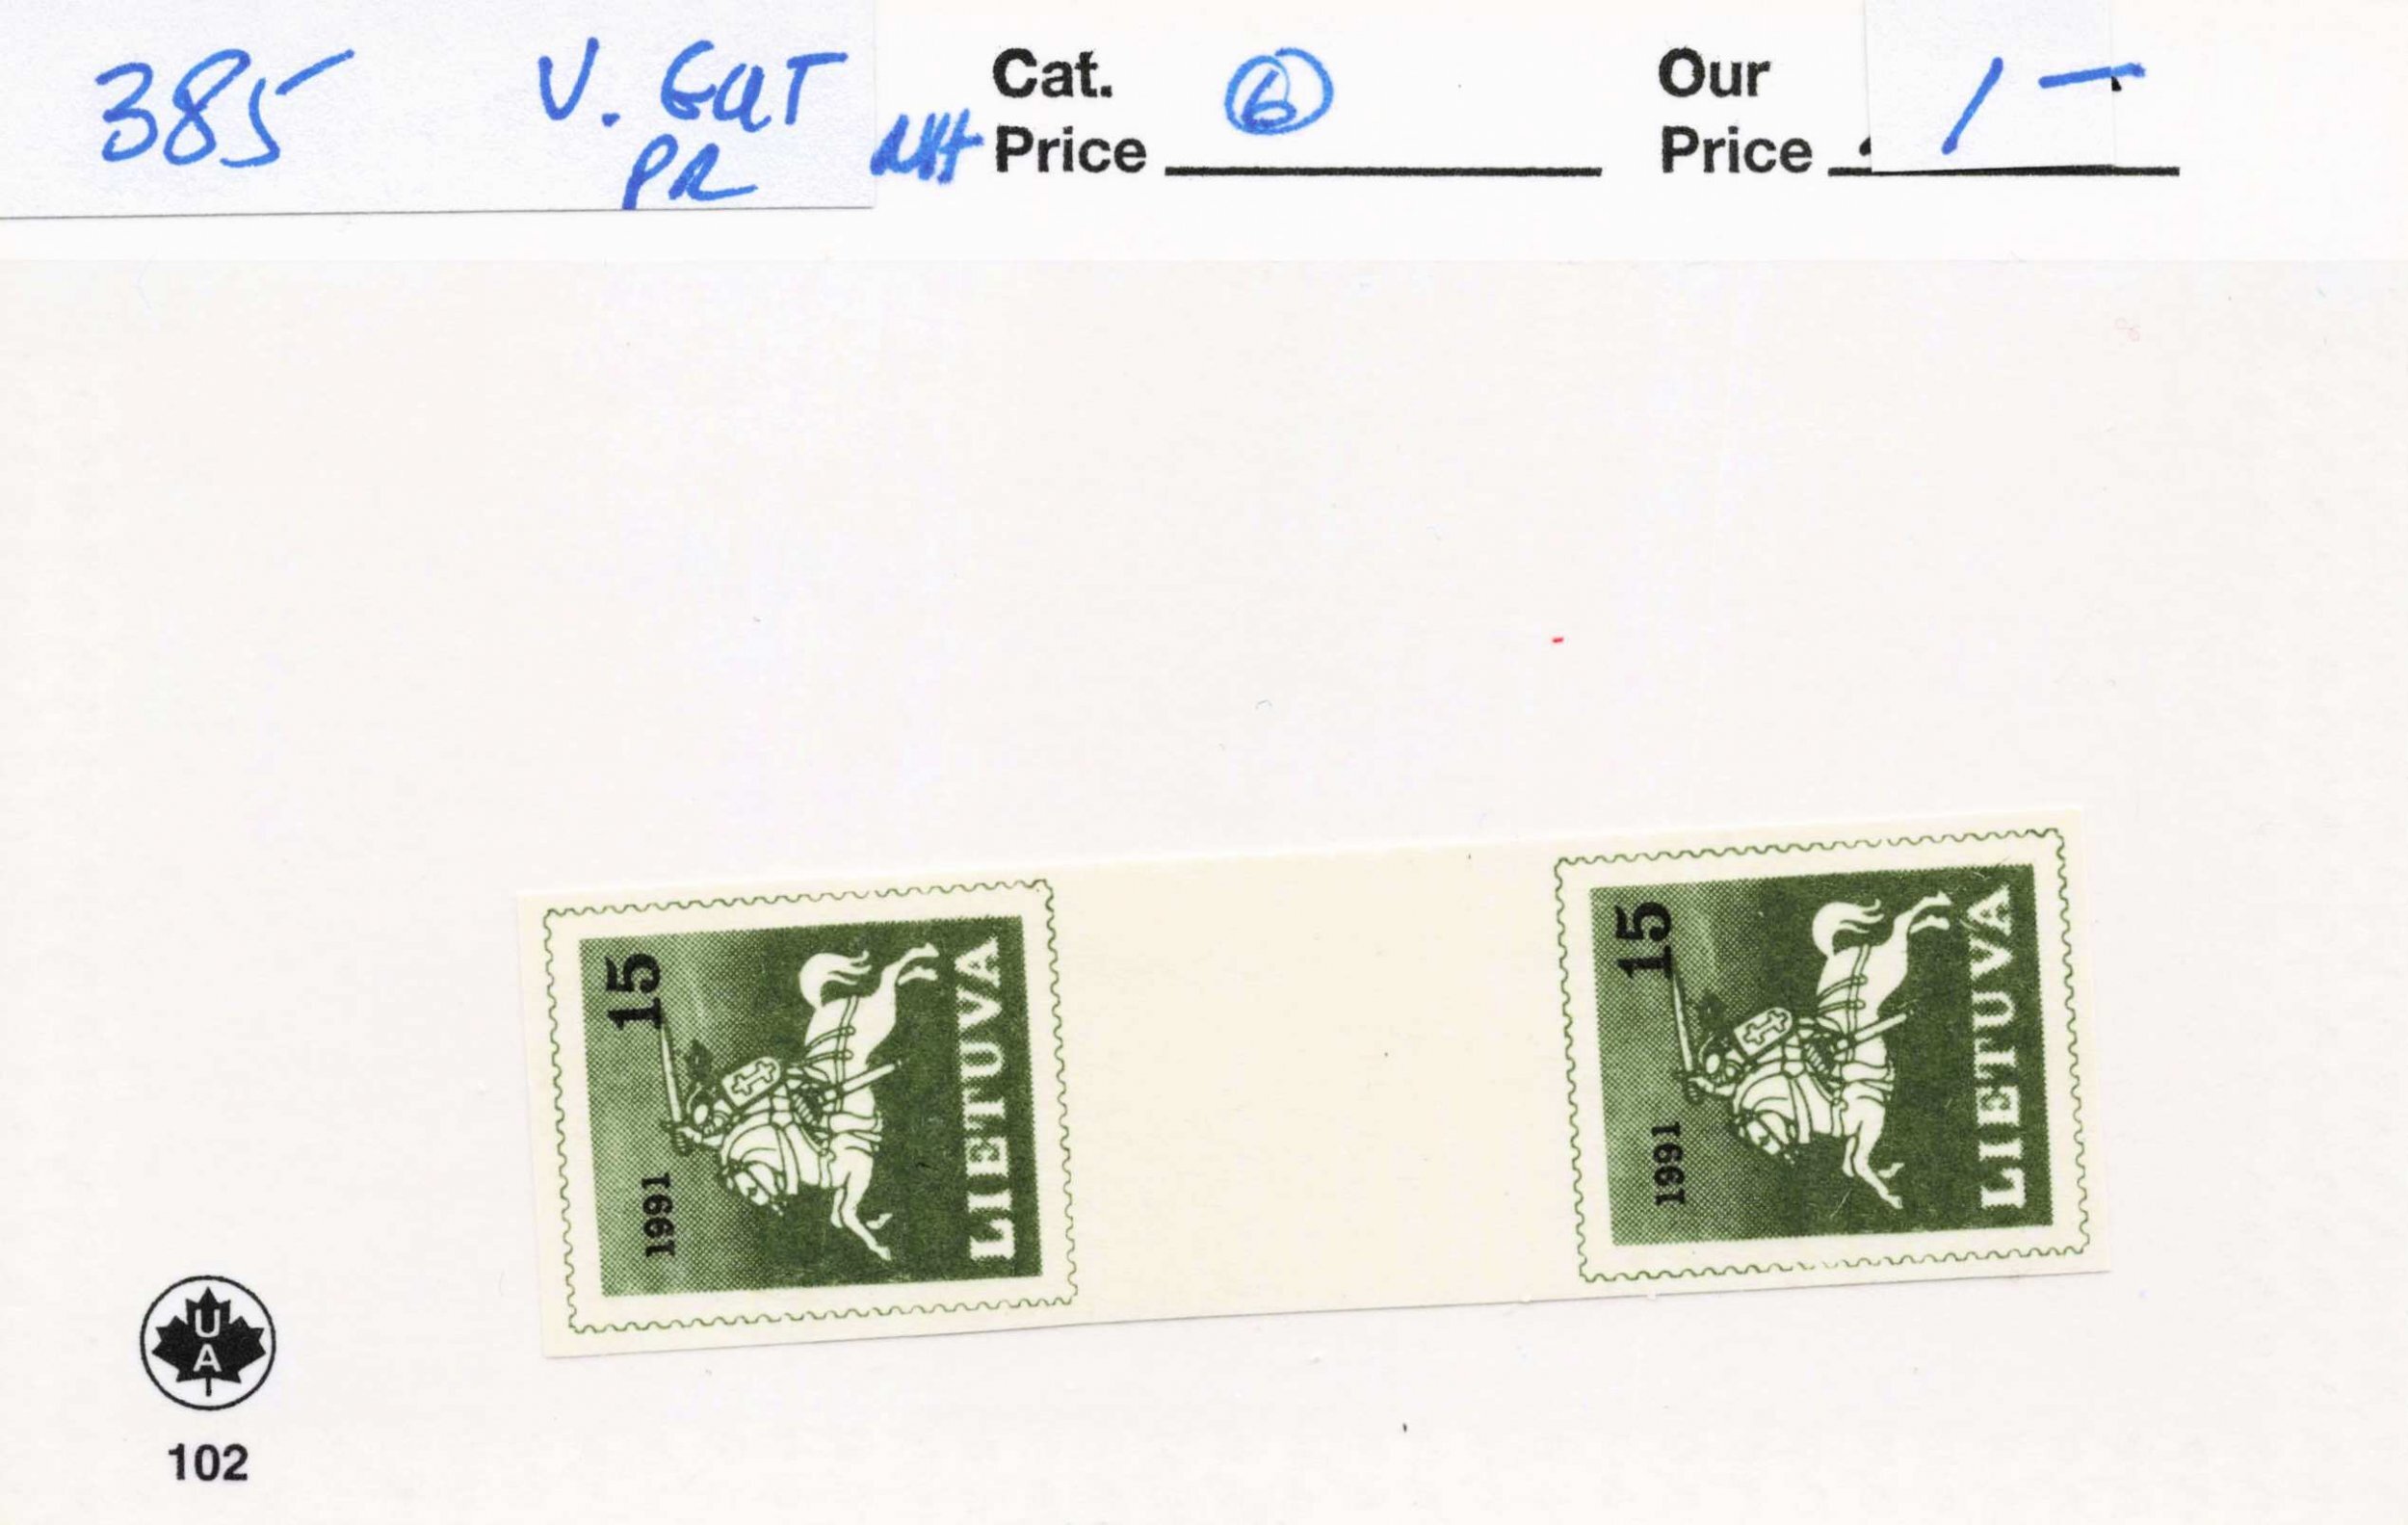 385 V. GUT
PR NH
Cat.
Price 6
Our
Price 1 —
15
1991
LIETUVA
15
1991
LIETUVA
U
A
102